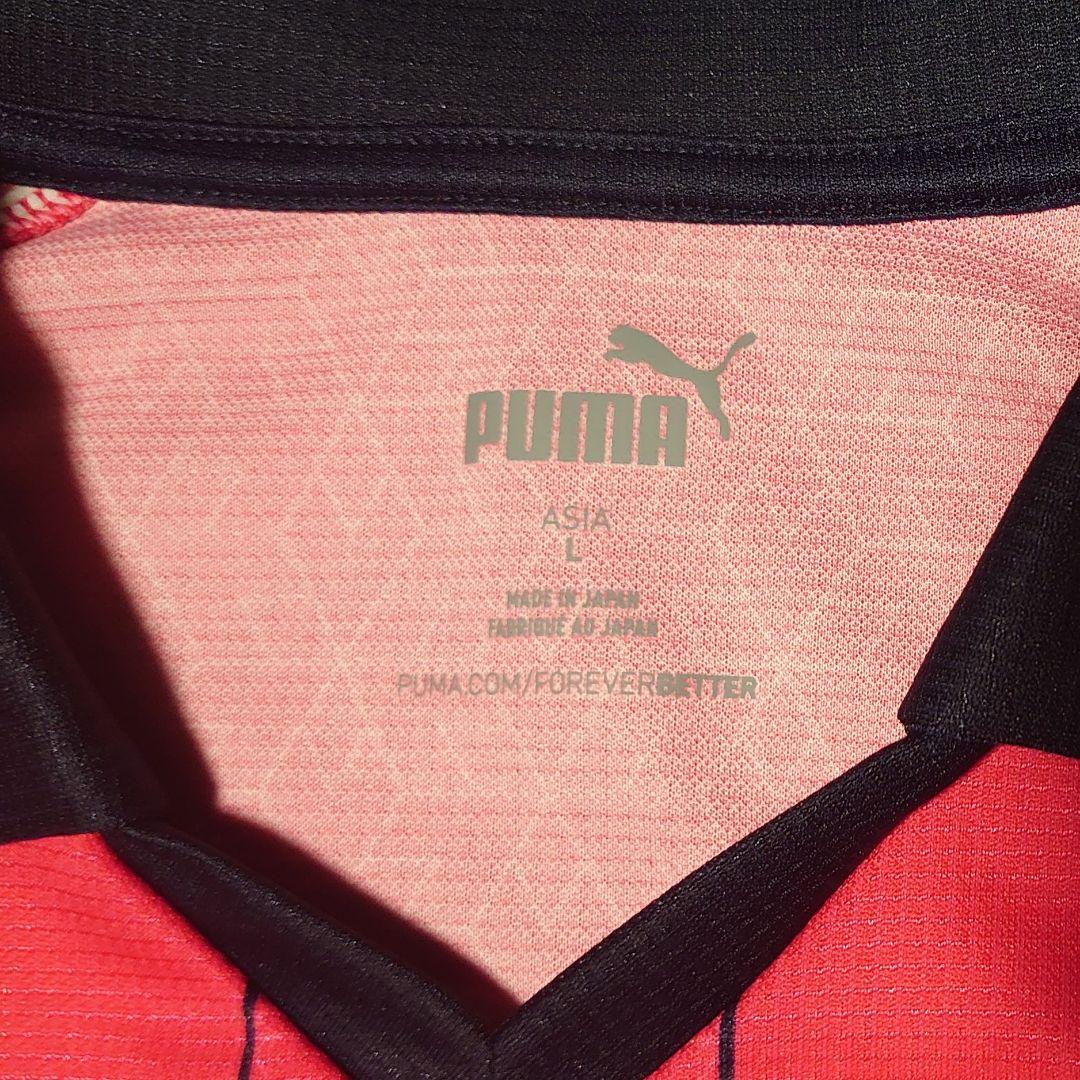 PUMA
ASIA
L
MADE IN JAPAN
FABRIQUÉ AU JAPAN
PUMA.COM/FOREVERBETTER